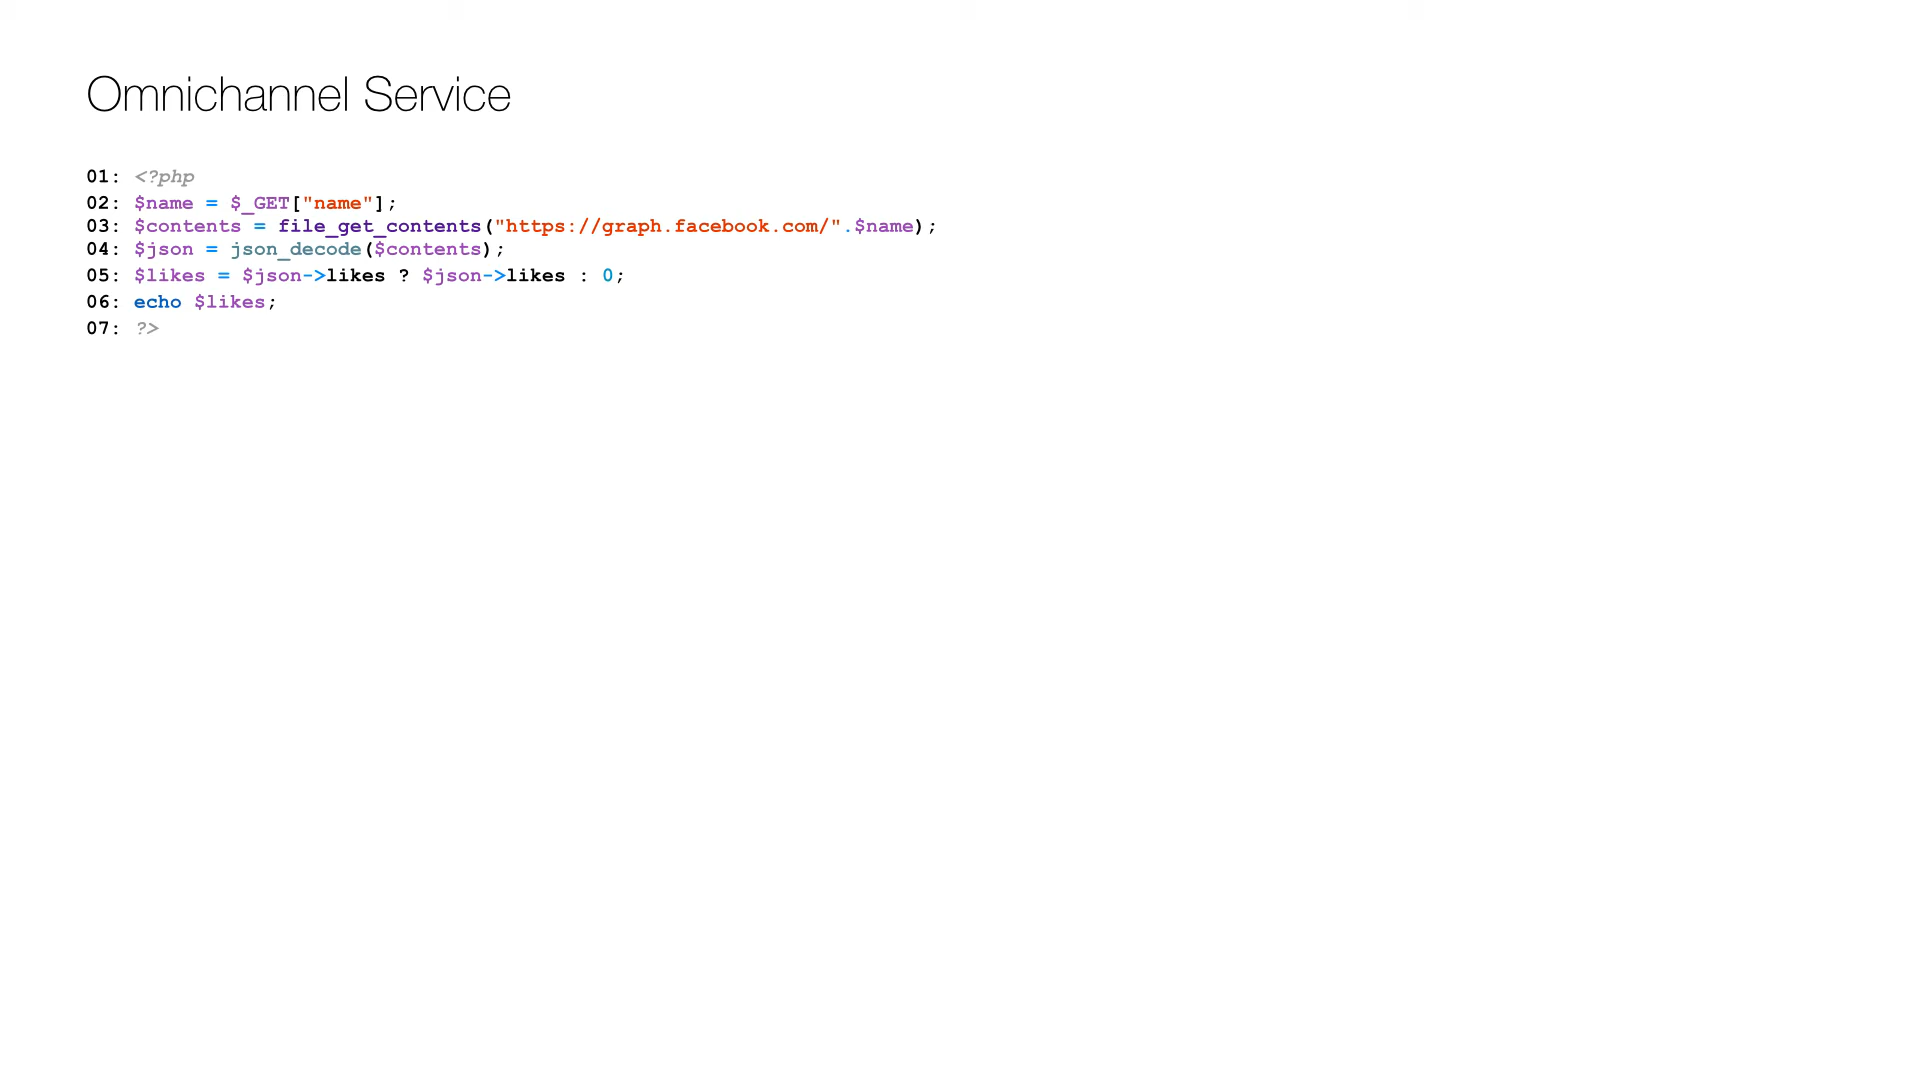 Omnichannel Service
01: <?php
02: $name = $_GET["name"];
03: $contents = file_get_contents("https://graph.facebook.com/".$name);
04: $json = json_decode($contents);
05: $likes = $json->likes ? $json->likes : 0;
06: echo $likes;
07: ?>